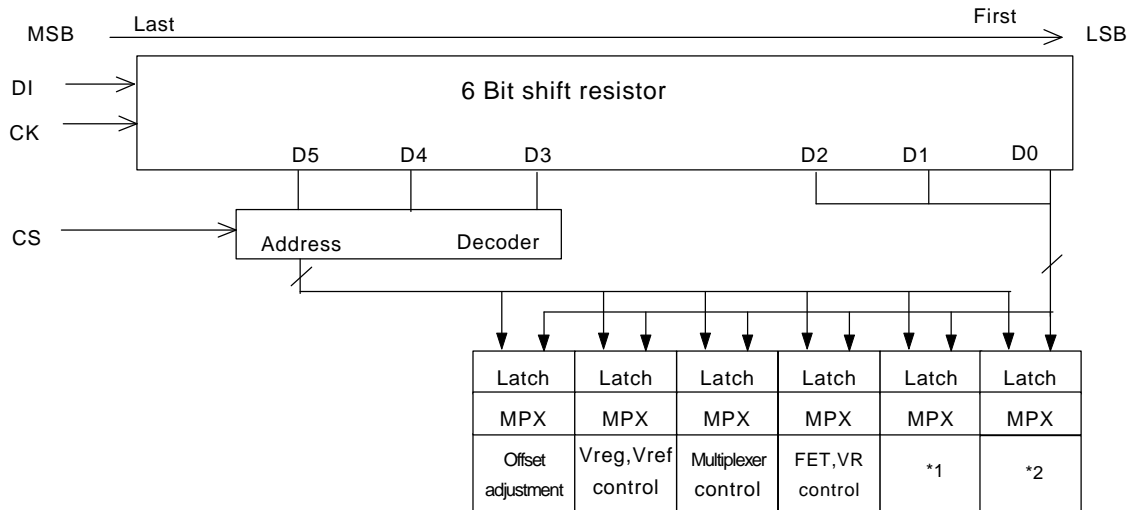 MSB Last First LSB
DI
6 Bit shift resistor
CK
D5 D4 D3 D2 D1 D0
CS
Address Decoder
Latch Latch Latch Latch Latch Latch
MPX MPX MPX MPX MPX MPX
Offset adjustment
Vreg,Vref control
Multiplexer control
FET,VR control
*1
*2